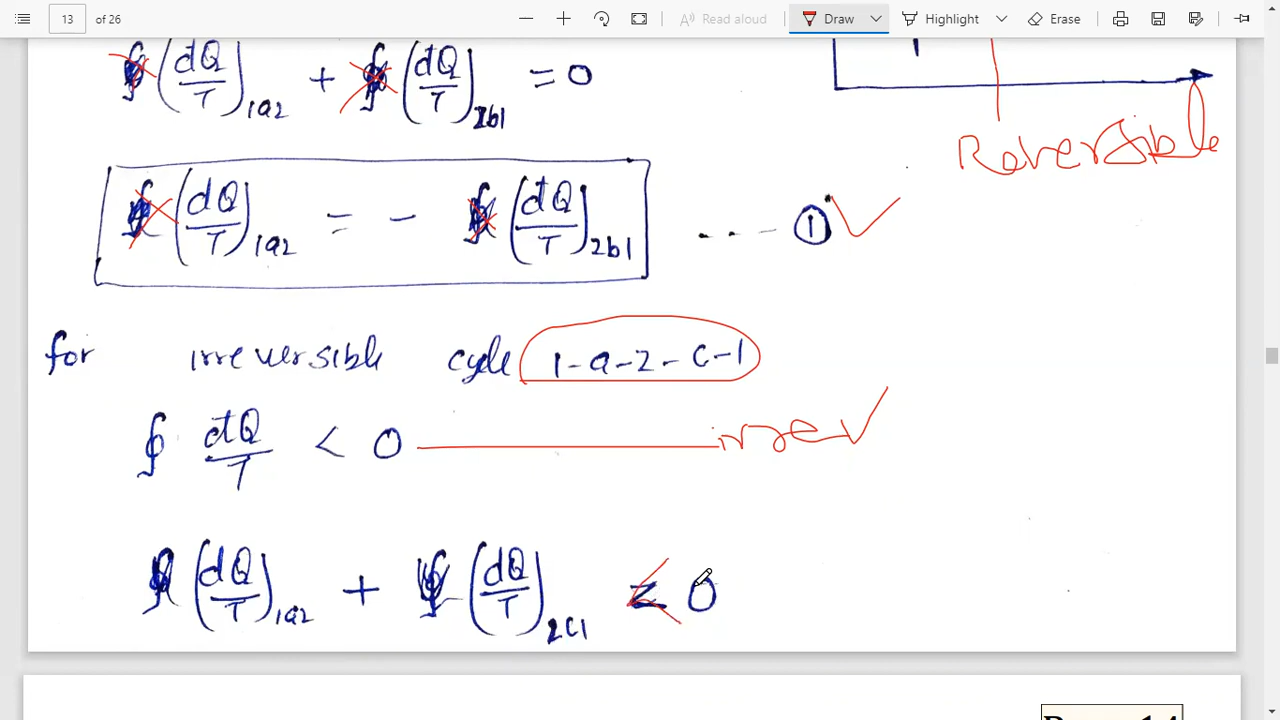 13 of 26 Read aloud Draw Highlight Erase
∮ (dQ/T)1a2 + ∮ (dQ/T)2b1 = 0
Reversible
∮ (dQ/T)1a2 = - ∮ (dQ/T)2b1 ... ①
for irreversible cycle 1-a-2-c-1
∮ dQ/T < 0 irrev
∮ (dQ/T)1a2 + ∮ (dQ/T)2c1 < 0